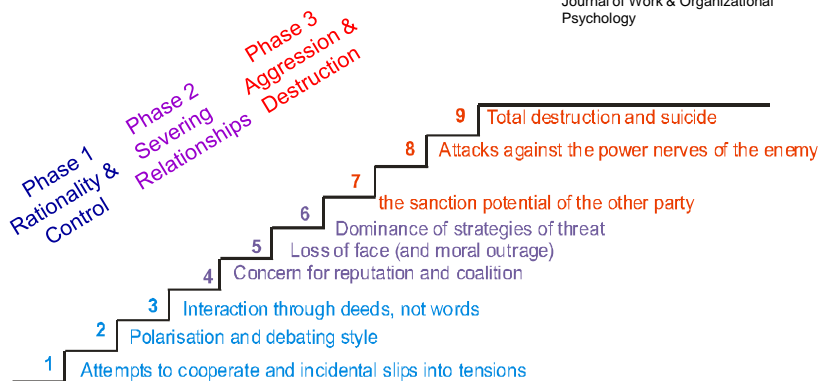 Journal of Work & Organizational
Psychology
Phase 1
Rationality &
Control
Phase 2
Severing
Relationships
Phase 3
Aggression &
Destruction
9 Total destruction and suicide
8 Attacks against the power nerves of the enemy
7 the sanction potential of the other party
6 Dominance of strategies of threat
5 Loss of face (and moral outrage)
4 Concern for reputation and coalition
3 Interaction through deeds, not words
2 Polarisation and debating style
1 Attempts to cooperate and incidental slips into tensions